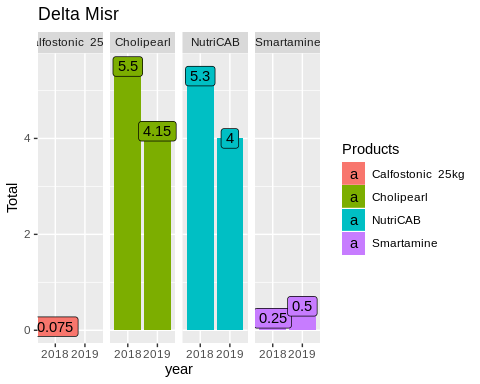 Delta Misr
alfostonic 25
Cholipearl
NutriCAB
Smartamine
5.5
4.15
5.3
4
0.075
0.25
0.5
4
2
0
Total
2018 2019
2018 2019
2018 2019
2018 2019
year
Products
a Calfostonic 25kg
a Cholipearl
a NutriCAB
a Smartamine